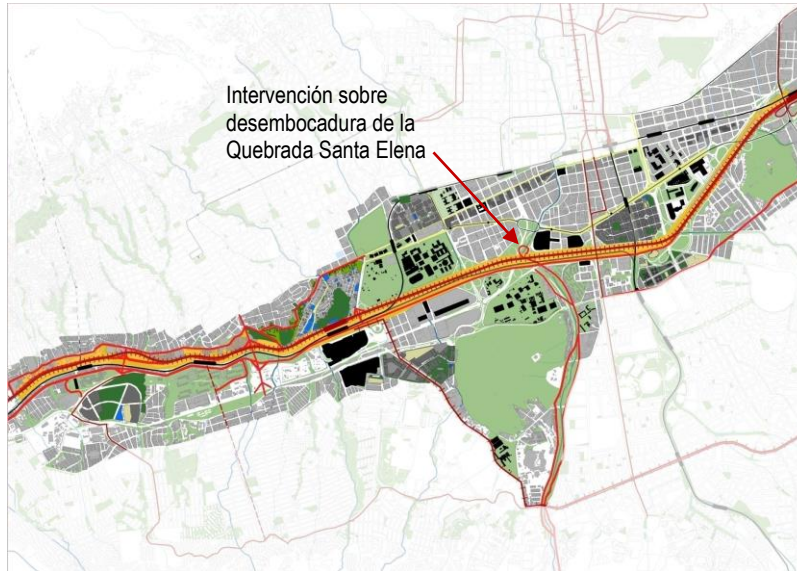 Intervención sobre
desembocadura de la
Quebrada Santa Elena